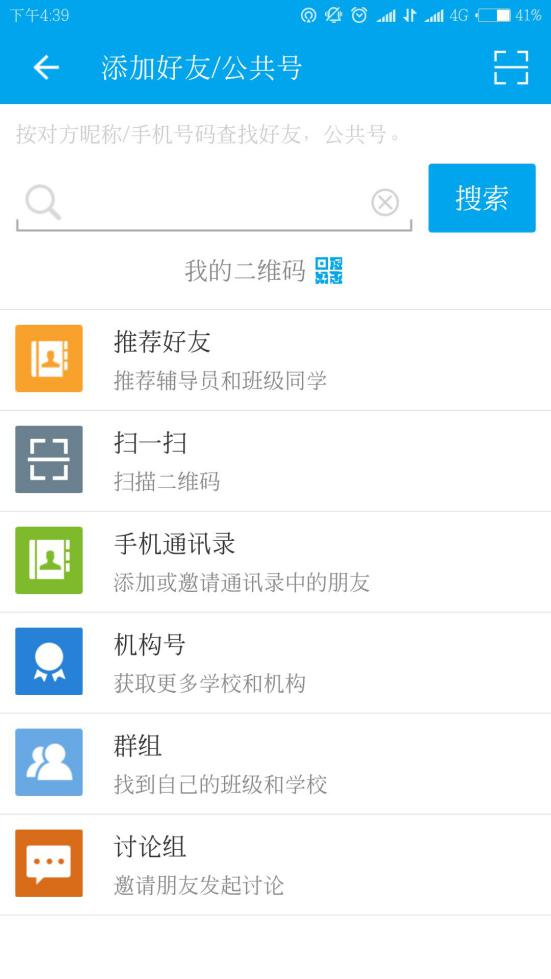 下午4:39 4G 41%
添加好友/公共号
按对方昵称/手机号码查找好友，公共号。
搜索
我的二维码
推荐好友
推荐辅导员和班级同学
扫一扫
扫描二维码
手机通讯录
添加或邀请通讯录中的朋友
机构号
获取更多学校和机构
群组
找到自己的班级和学校
讨论组
邀请朋友发起讨论